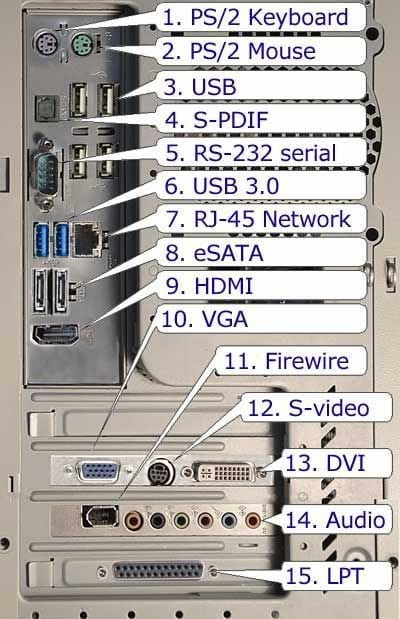 1. PS/2 Keyboard
2. PS/2 Mouse
3. USB
4. S-PDIF
5. RS-232 serial
6. USB 3.0
7. RJ-45 Network
8. eSATA
9. HDMI
10. VGA
11. Firewire
12. S-video
13. DVI
14. Audio
15. LPT